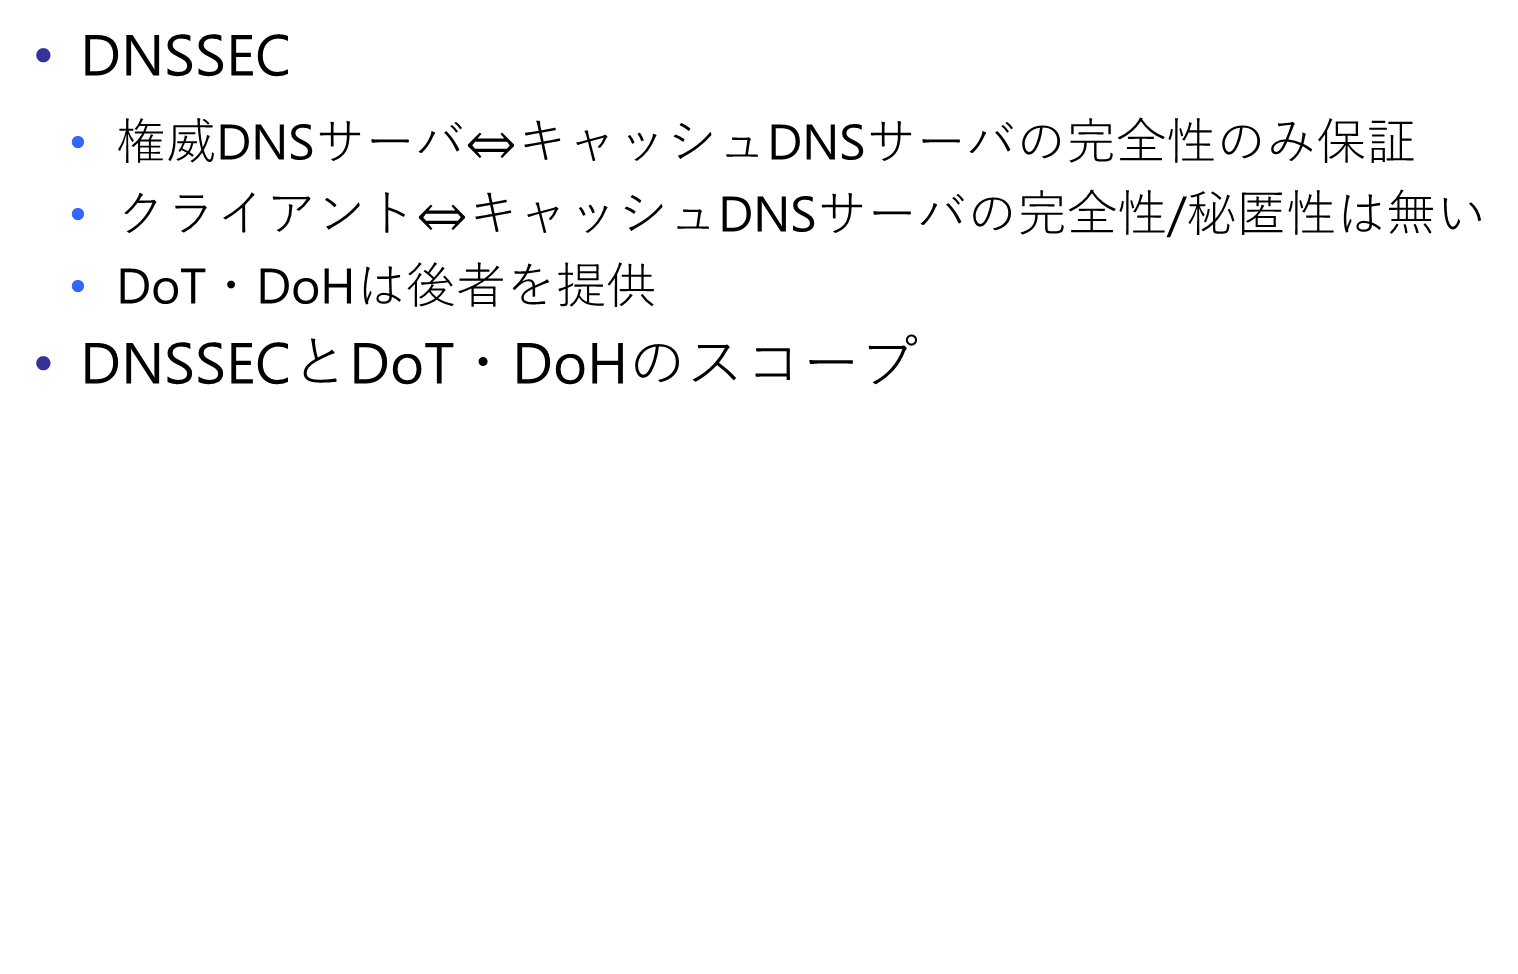 • DNSSEC
• 権威DNSサーバ⇔キャッシュDNSサーバの完全性のみ保証
• クライアント⇔キャッシュDNSサーバの完全性/秘匿性は無い
• DoT・DoHは後者を提供
• DNSSECとDoT・DoHのスコープ